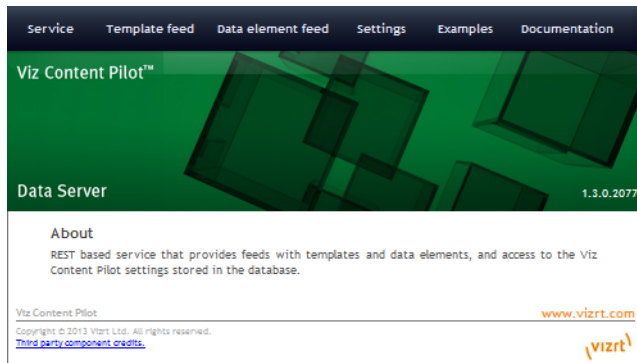 Service Template feed Data element feed Settings Examples Documentation
Viz Content Pilot™
Data Server
1.3.0.2077
About
REST based service that provides feeds with templates and data elements, and access to the Viz
Content Pilot settings stored in the database.
Viz Content Pilot
www.vizrt.com
Copyright © 2013 Vizrt Ltd. All rights reserved.
Third party component credits.
(vizrt)